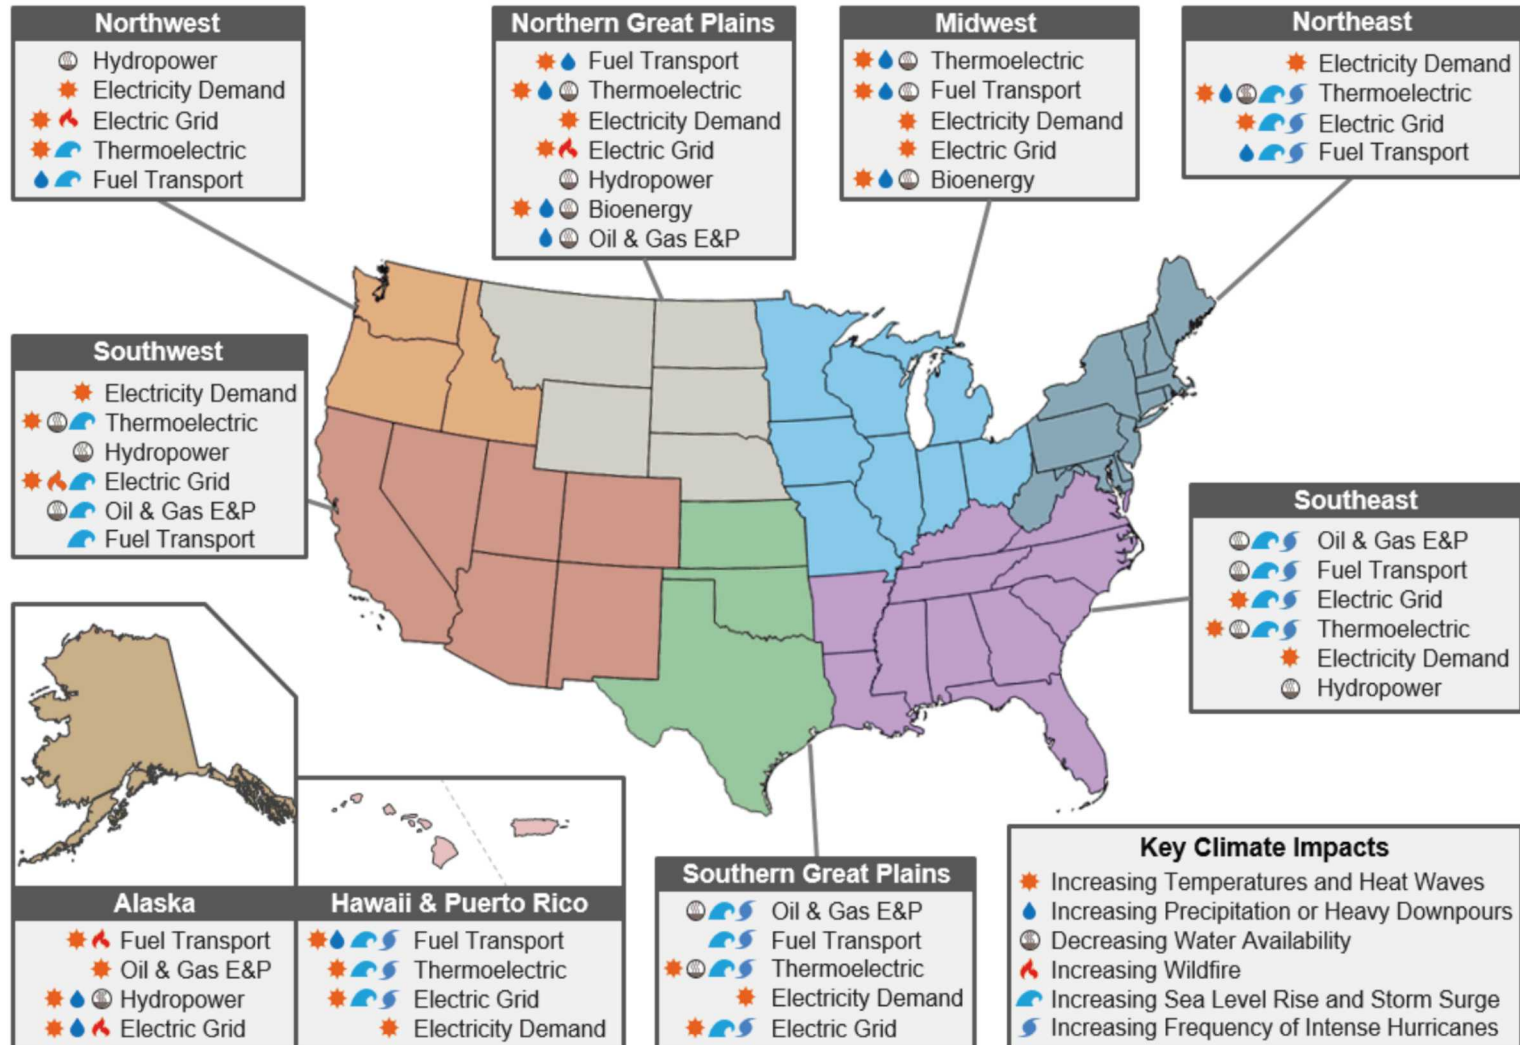 Northwest
Hydropower
Electricity Demand
Electric Grid
Thermoelectric
Fuel Transport
Northern Great Plains
Fuel Transport
Thermoelectric
Electricity Demand
Electric Grid
Hydropower
Bioenergy
Oil & Gas E&P
Midwest
Thermoelectric
Fuel Transport
Electricity Demand
Electric Grid
Bioenergy
Northeast
Electricity Demand
Thermoelectric
Electric Grid
Fuel Transport
Southwest
Electricity Demand
Thermoelectric
Hydropower
Electric Grid
Oil & Gas E&P
Fuel Transport
Southeast
Oil & Gas E&P
Fuel Transport
Electric Grid
Thermoelectric
Electricity Demand
Hydropower
Alaska
Fuel Transport
Oil & Gas E&P
Hydropower
Electric Grid
Hawaii & Puerto Rico
Fuel Transport
Thermoelectric
Electric Grid
Electricity Demand
Southern Great Plains
Oil & Gas E&P
Fuel Transport
Thermoelectric
Electricity Demand
Electric Grid
Key Climate Impacts
Increasing Temperatures and Heat Waves
Increasing Precipitation or Heavy Downpours
Decreasing Water Availability
Increasing Wildfire
Increasing Sea Level Rise and Storm Surge
Increasing Frequency of Intense Hurricanes